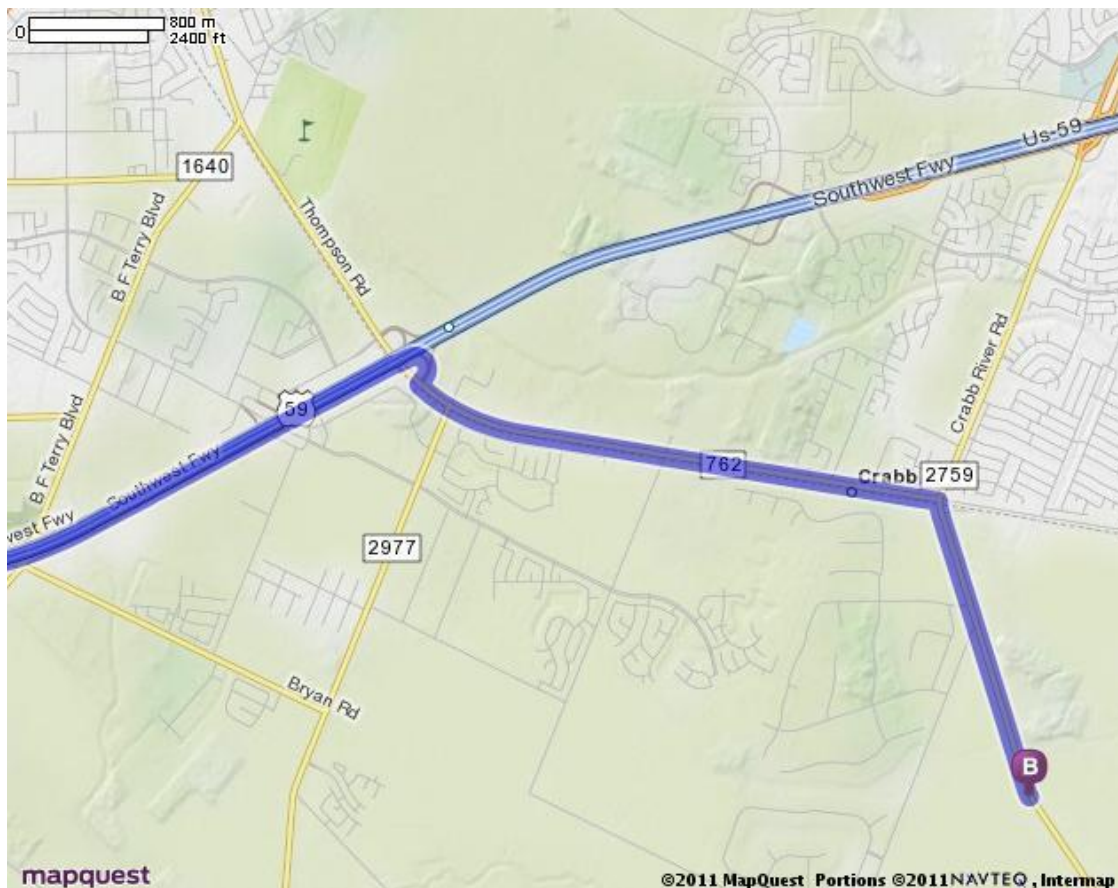 0
800 m
2400 ft
Us-59
1640
Southwest Fwy
B F Terry Blvd
Thompson Rd
Crabb River Rd
59
B F Terry Blvd
Southwest Fwy
762
Crabb
2759
west Fwy
2977
Bryan Rd
B
mapquest
©2011 MapQuest Portions ©2011 NAVTEQ , Intermap